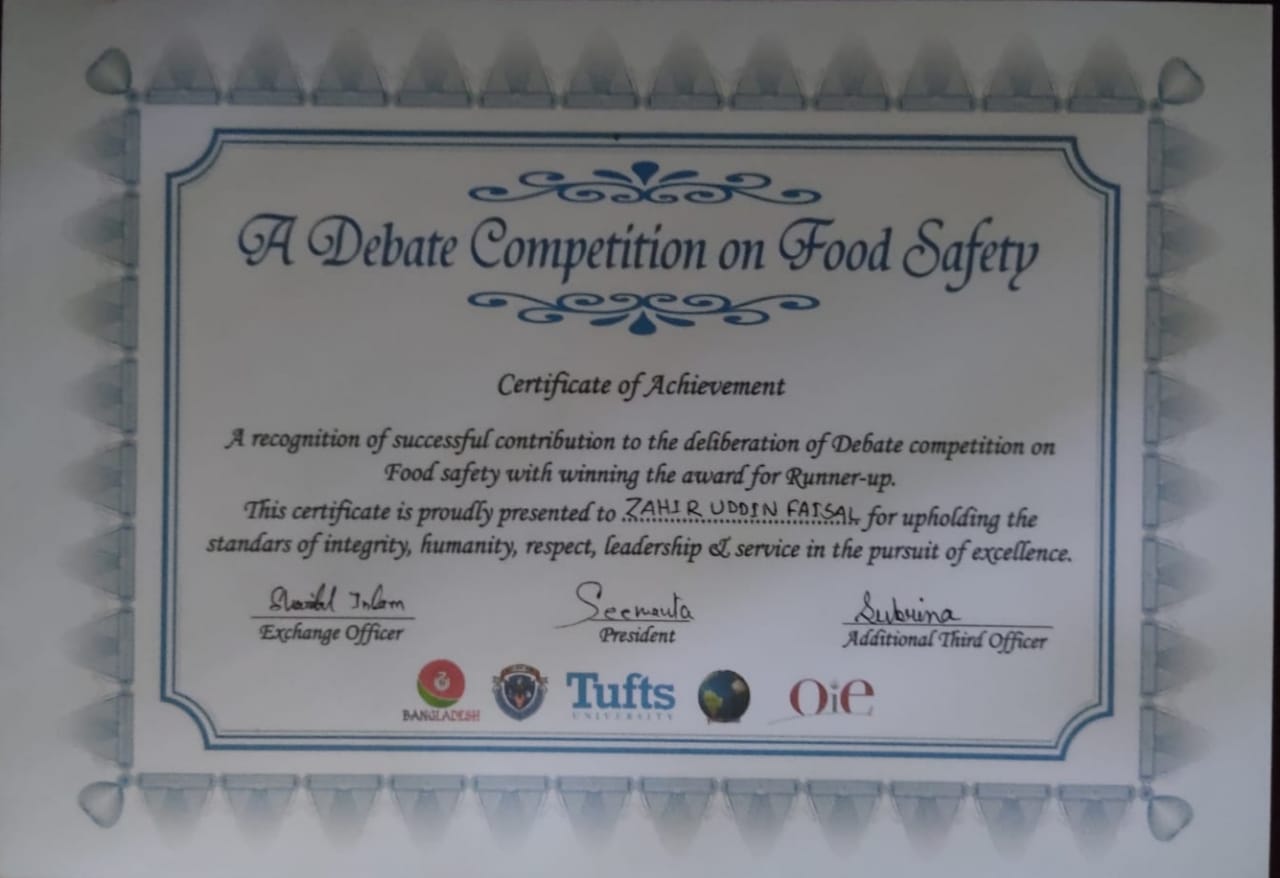 A Debate Competition on Food Safety
Certificate of Achievement
A recognition of successful contribution to the deliberation of Debate competition on
Food safety with winning the award for Runner-up.
This certificate is proudly presented to ZAHIR UDDIN FAISAL for upholding the
standars of integrity, humanity, respect, leadership & service in the pursuit of excellence.
Islam Seemanta Subrina
Exchange Officer President Additional Third Officer
BANGLADESH Tufts OiE
UNIVERSITY